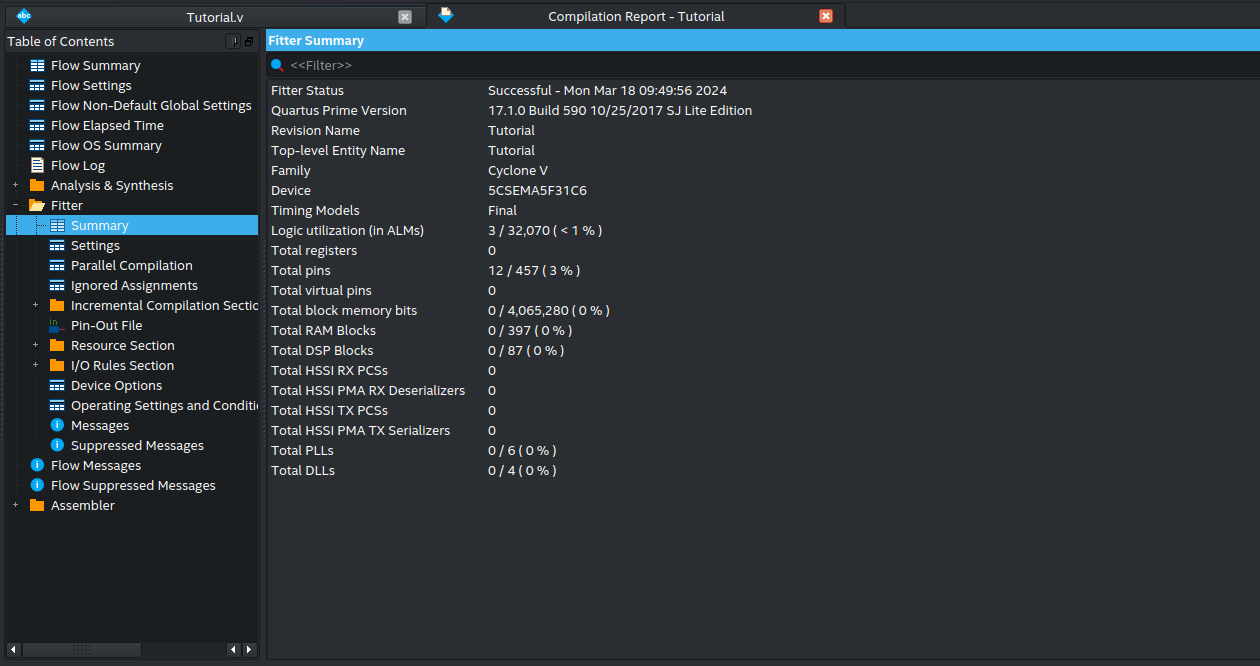 abc Tutorial.v
Compilation Report - Tutorial
Table of Contents
Flow Summary
Flow Settings
Flow Non-Default Global Settings
Flow Elapsed Time
Flow OS Summary
Flow Log
+ Analysis & Synthesis
- Fitter
Summary
Settings
Parallel Compilation
Ignored Assignments
+ Incremental Compilation Sectic
in Pin-Out File
+ Resource Section
+ I/O Rules Section
Device Options
Operating Settings and Conditi
Messages
Suppressed Messages
Flow Messages
Flow Suppressed Messages
+ Assembler
Fitter Summary
<<Filter>>
Fitter Status Successful - Mon Mar 18 09:49:56 2024
Quartus Prime Version 17.1.0 Build 590 10/25/2017 SJ Lite Edition
Revision Name Tutorial
Top-level Entity Name Tutorial
Family Cyclone V
Device 5CSEMA5F31C6
Timing Models Final
Logic utilization (in ALMs) 3 / 32,070 ( < 1 % )
Total registers 0
Total pins 12 / 457 ( 3 % )
Total virtual pins 0
Total block memory bits 0 / 4,065,280 ( 0 % )
Total RAM Blocks 0 / 397 ( 0 % )
Total DSP Blocks 0 / 87 ( 0 % )
Total HSSI RX PCSs 0
Total HSSI PMA RX Deserializers 0
Total HSSI TX PCSs 0
Total HSSI PMA TX Serializers 0
Total PLLs 0 / 6 ( 0 % )
Total DLLs 0 / 4 ( 0 % )